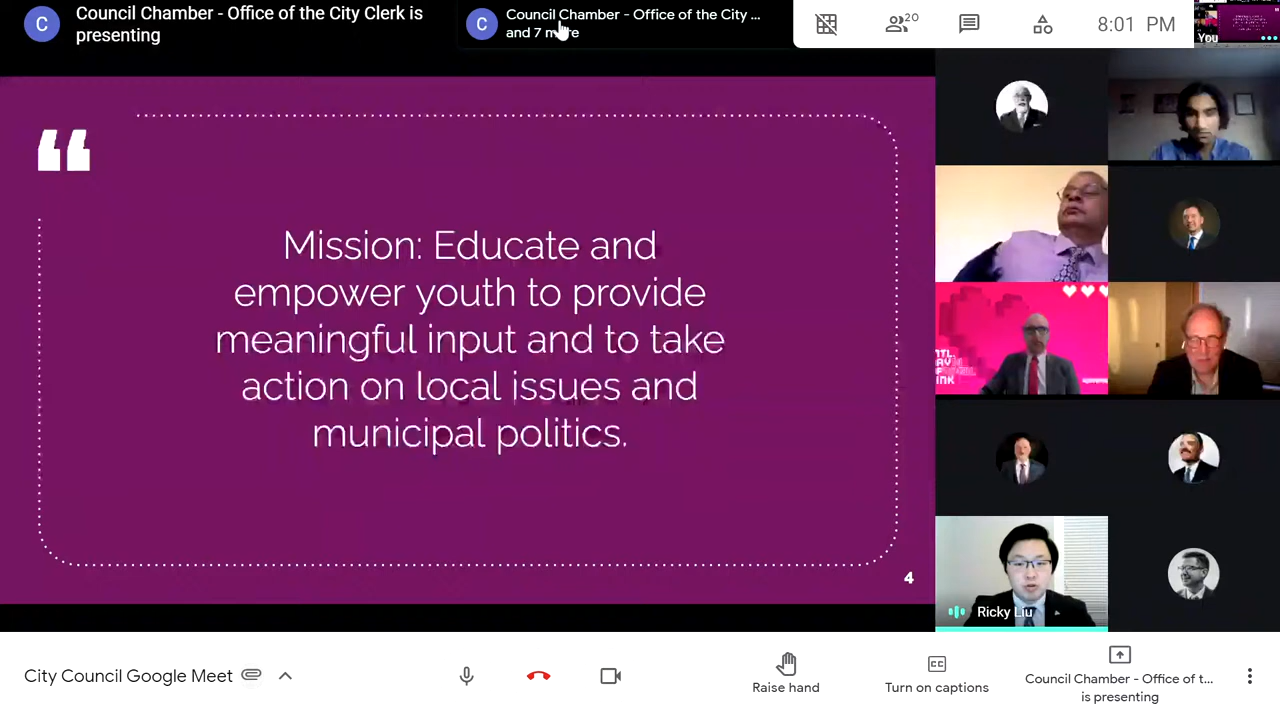 Council Chamber - Office of the City Clerk is
presenting
C
C
Council Chamber - Office of the City ...
and 7 more
20
8:01 PM
You
“
Mission: Educate and
empower youth to provide
meaningful input and to take
action on local issues and
municipal politics.
4
Ricky Liu
City Council Google Meet
Raise hand
CC
Turn on captions
Council Chamber - Office of t...
is presenting